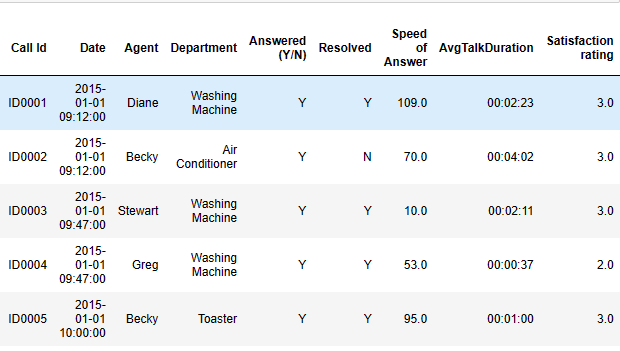 Call Id Date Agent Department Answered (Y/N) Resolved Speed of Answer AvgTalkDuration Satisfaction rating
ID0001 2015-01-01 09:12:00 Diane Washing Machine Y Y 109.0 00:02:23 3.0
ID0002 2015-01-01 09:12:00 Becky Air Conditioner Y N 70.0 00:04:02 3.0
ID0003 2015-01-01 09:47:00 Stewart Washing Machine Y Y 10.0 00:02:11 3.0
ID0004 2015-01-01 09:47:00 Greg Washing Machine Y Y 53.0 00:00:37 2.0
ID0005 2015-01-01 10:00:00 Becky Toaster Y Y 95.0 00:01:00 3.0